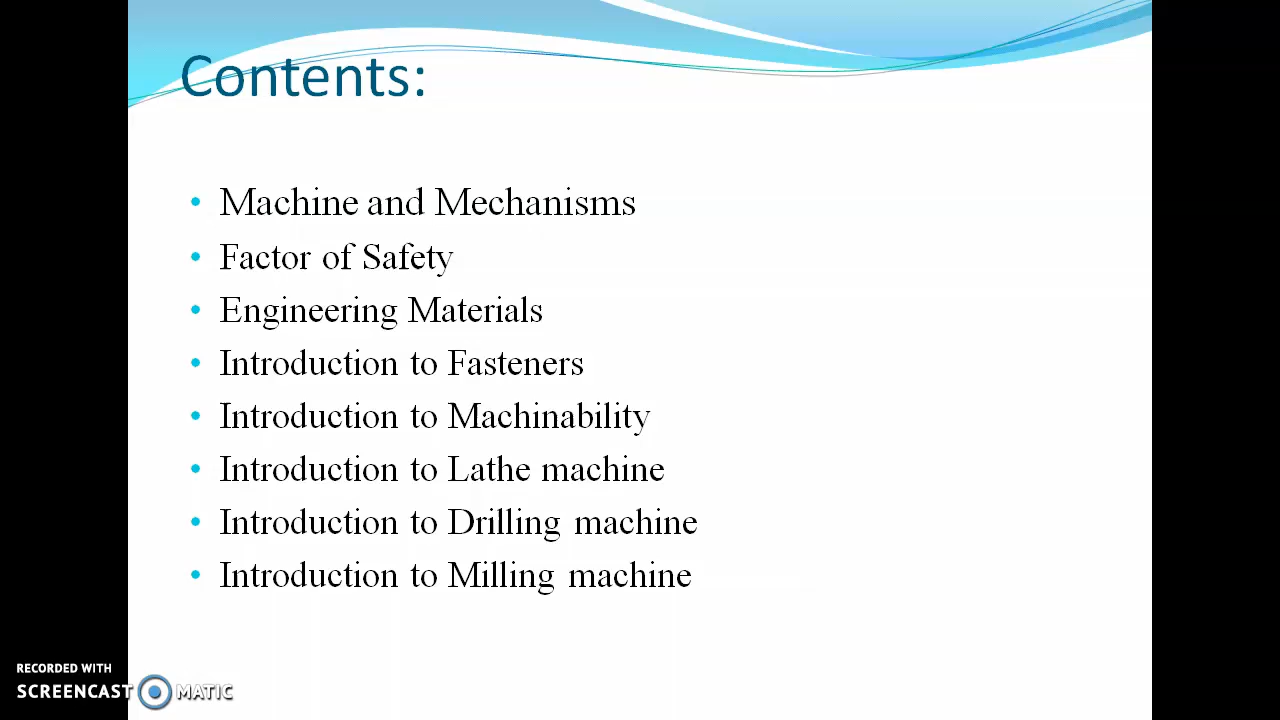 Contents:
• Machine and Mechanisms
• Factor of Safety
• Engineering Materials
• Introduction to Fasteners
• Introduction to Machinability
• Introduction to Lathe machine
• Introduction to Drilling machine
• Introduction to Milling machine
RECORDED WITH
SCREENCAST MATIC